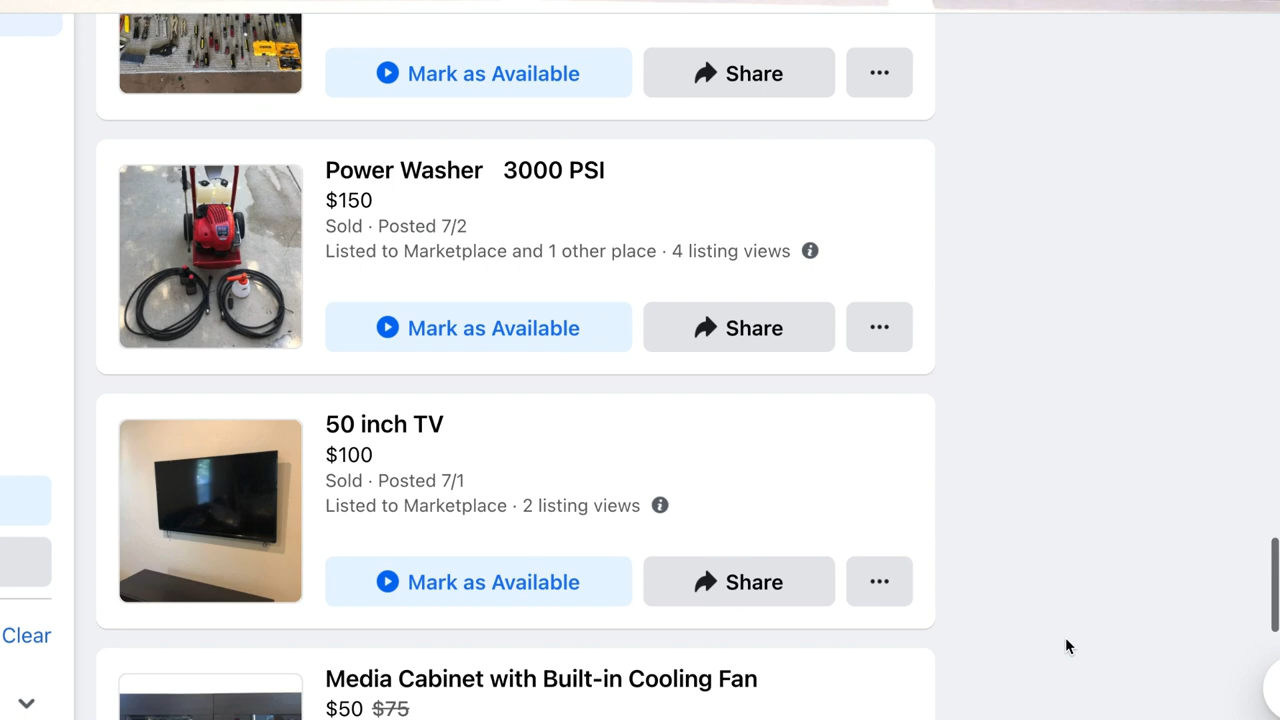 Mark as Available
Share
Power Washer 3000 PSI
$150
Sold · Posted 7/2
Listed to Marketplace and 1 other place · 4 listing views
Mark as Available
Share
50 inch TV
$100
Sold · Posted 7/1
Listed to Marketplace · 2 listing views
Mark as Available
Share
Clear
Media Cabinet with Built-in Cooling Fan
$50 $75